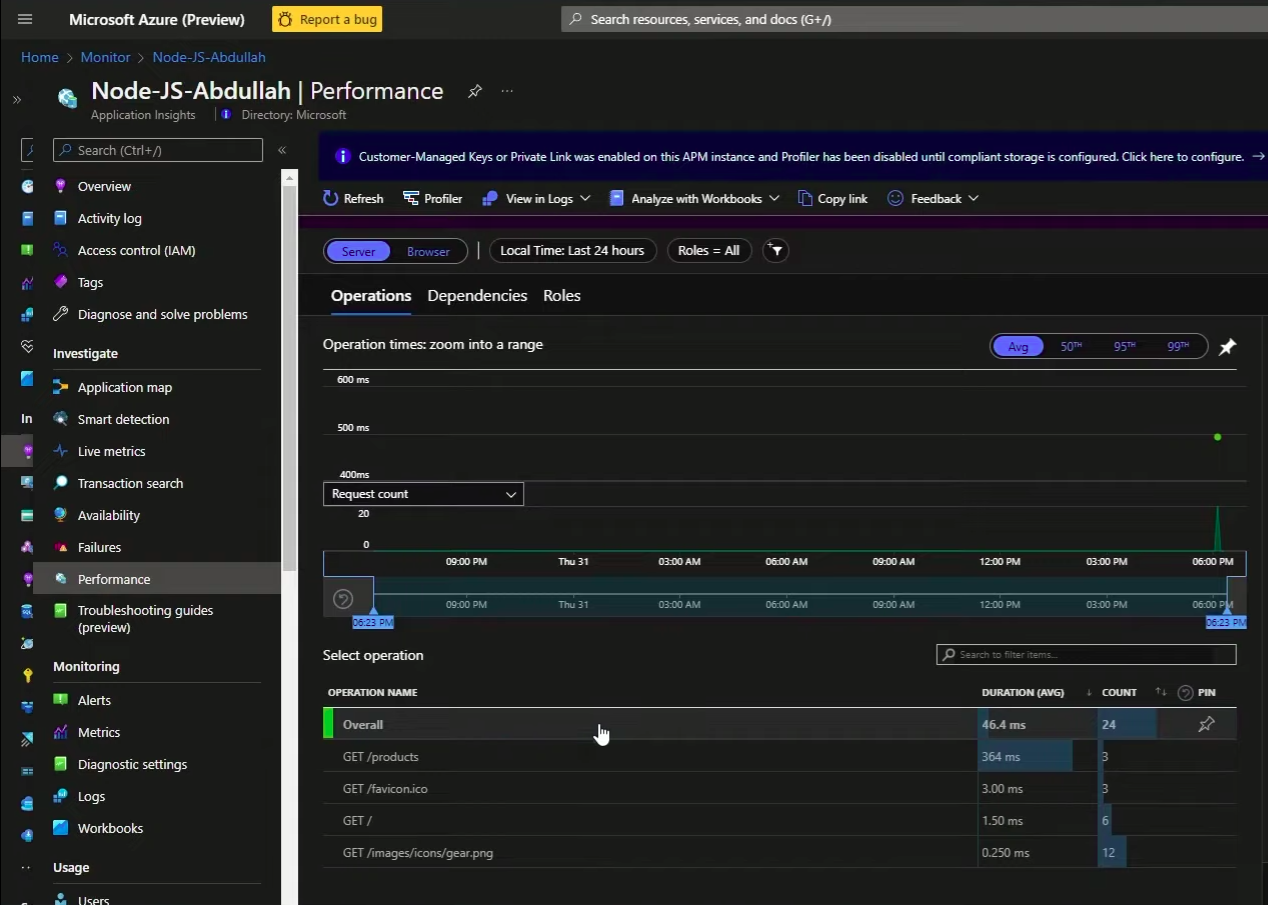 Microsoft Azure (Preview)
Report a bug
Search resources, services, and docs (G+/)
Home > Monitor > Node-JS-Abdullah
Node-JS-Abdullah | Performance
Application Insights
Directory: Microsoft
Search (Ctrl+/)
Overview
Activity log
Access control (IAM)
Tags
Diagnose and solve problems
Investigate
Application map
Smart detection
Live metrics
Transaction search
Availability
Failures
Performance
Troubleshooting guides
(preview)
Monitoring
Alerts
Metrics
Diagnostic settings
Logs
Workbooks
Usage
Users
In
Customer-Managed Keys or Private Link was enabled on this APM instance and Profiler has been disabled until compliant storage is configured. Click here to configure.
Refresh Profiler View in Logs Analyze with Workbooks Copy link Feedback
Server Browser | Local Time: Last 24 hours Roles = All
Operations Dependencies Roles
Operation times: zoom into a range
Avg 50TH 95TH 99TH
600 ms
500 ms
400ms
Request count
20
0
09:00 PM Thu 31 03:00 AM 06:00 AM 09:00 AM 12:00 PM 03:00 PM 06:00 PM
09:00 PM Thu 31 03:00 AM 06:00 AM 09:00 AM 12:00 PM 03:00 PM 06:00 PM
06:23 PM 06:23 PM
Select operation
Search to filter items...
OPERATION NAME DURATION (AVG) COUNT PIN
Overall 46.4 ms 24
GET /products 364 ms 3
GET /favicon.ico 3.00 ms 3
GET / 1.50 ms 6
GET /images/icons/gear.png 0.250 ms 12